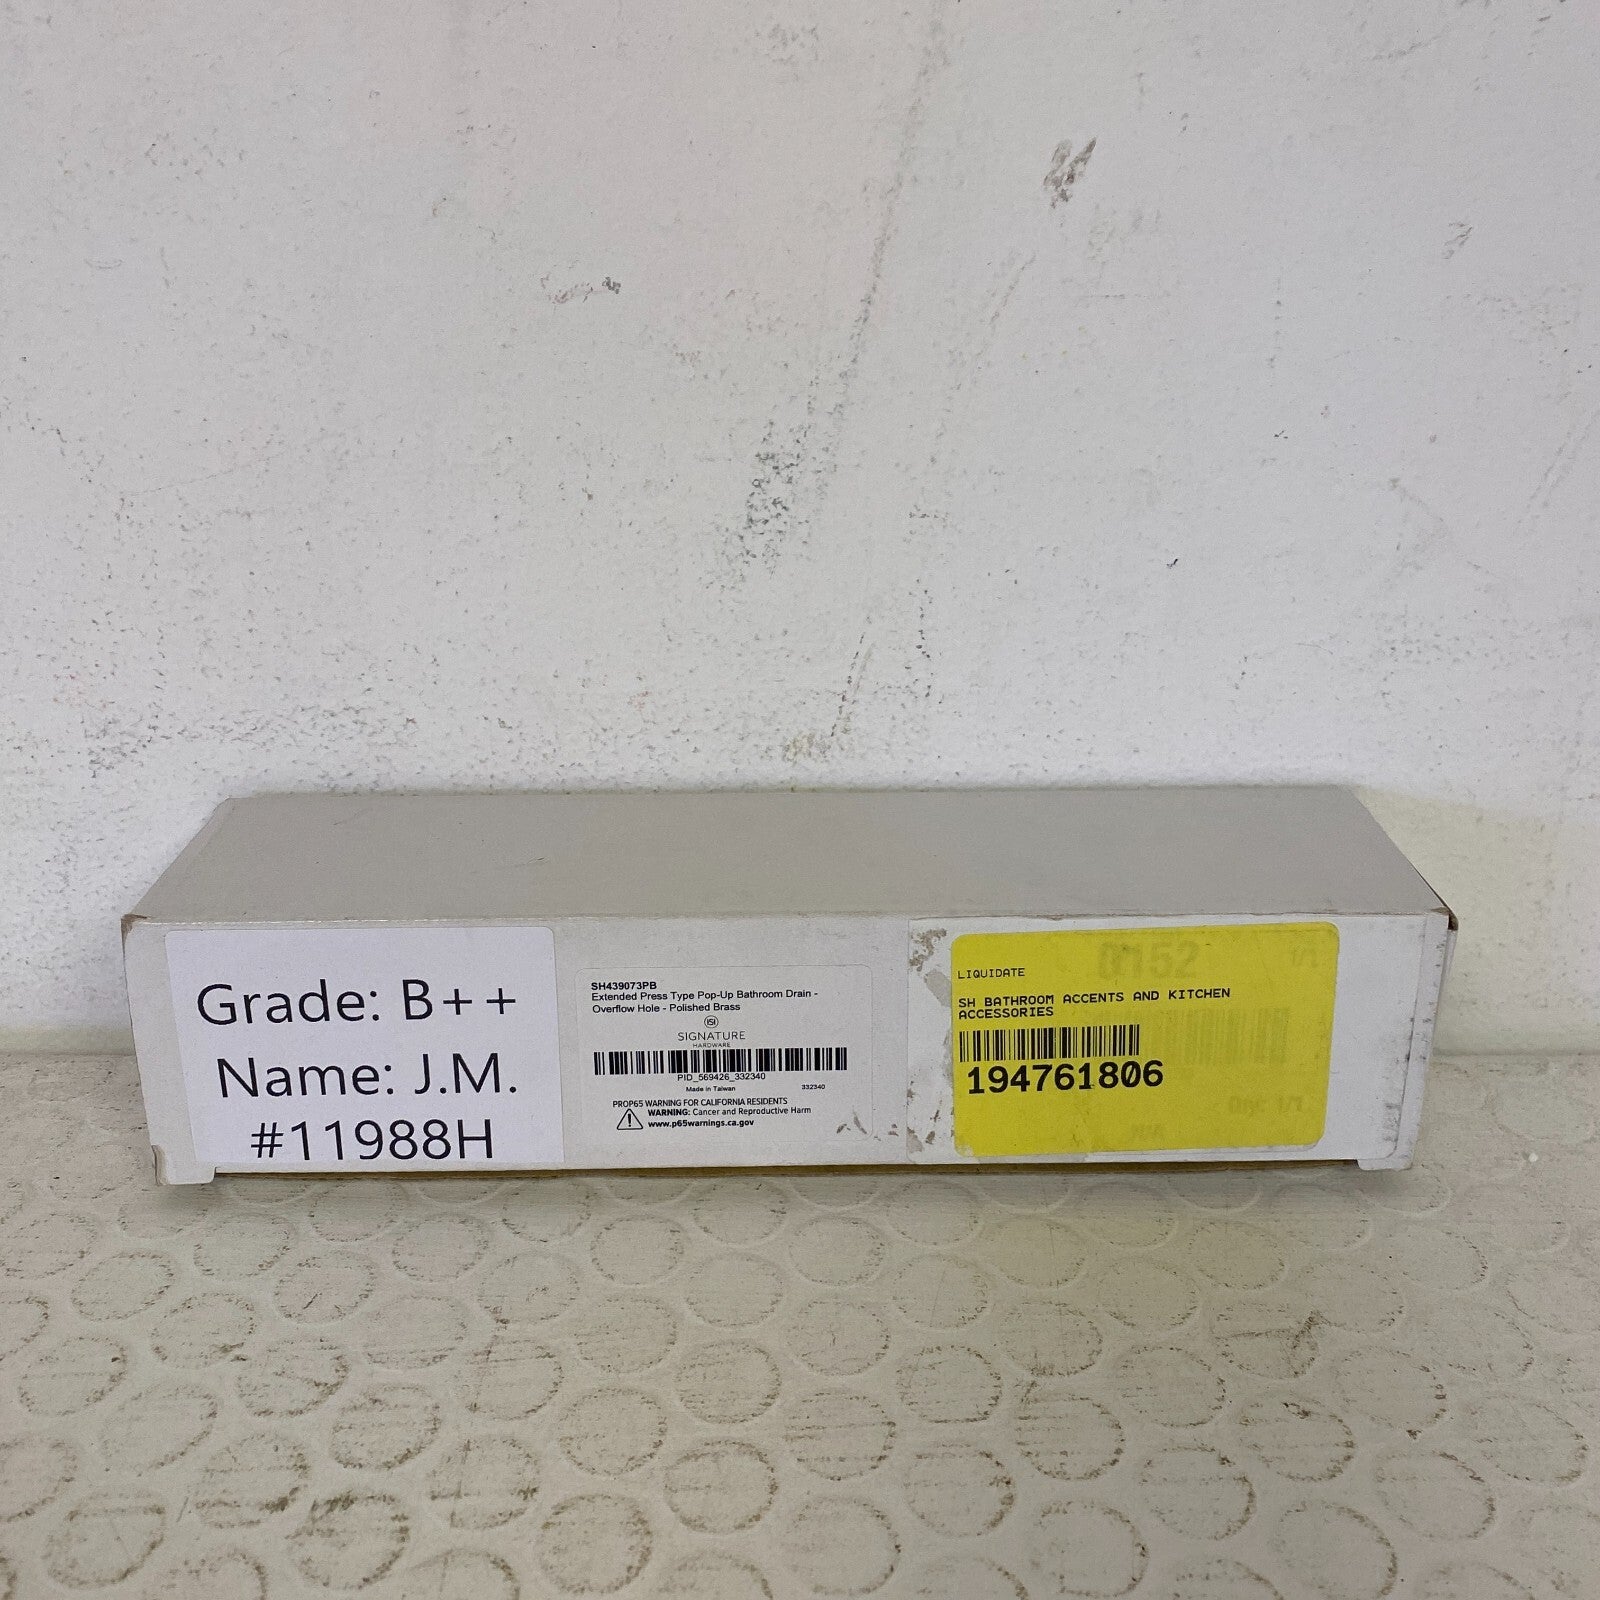 Grade: B++
Name: J.M.
#11988H
SH439073PB
Extended Press Type Pop-Up Bathroom Drain -
Overflow Hole - Polished Brass
SIGNATURE
HARDWARE
PID_569426_332340
Made in Taiwan 332340
PROP65 WARNING FOR CALIFORNIA RESIDENTS
WARNING: Cancer and Reproductive Harm
www.p65warnings.ca.gov
LIQUIDATE
SH BATHROOM ACCENTS AND KITCHEN
ACCESSORIES
194761806